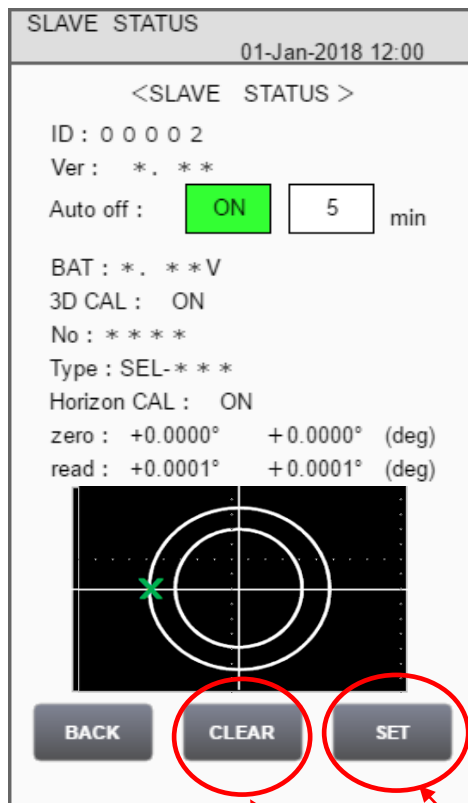 SLAVE STATUS
01-Jan-2018 12:00
<SLAVE STATUS >
ID : 0 0 0 0 2
Ver : *. * *
Auto off : ON 5 min
BAT : *. * * V
3D CAL : ON
No : * * * *
Type : SEL-* * *
Horizon CAL : ON
zero : +0.0000° +0.0000° (deg)
read : +0.0001° +0.0001° (deg)
BACK CLEAR SET